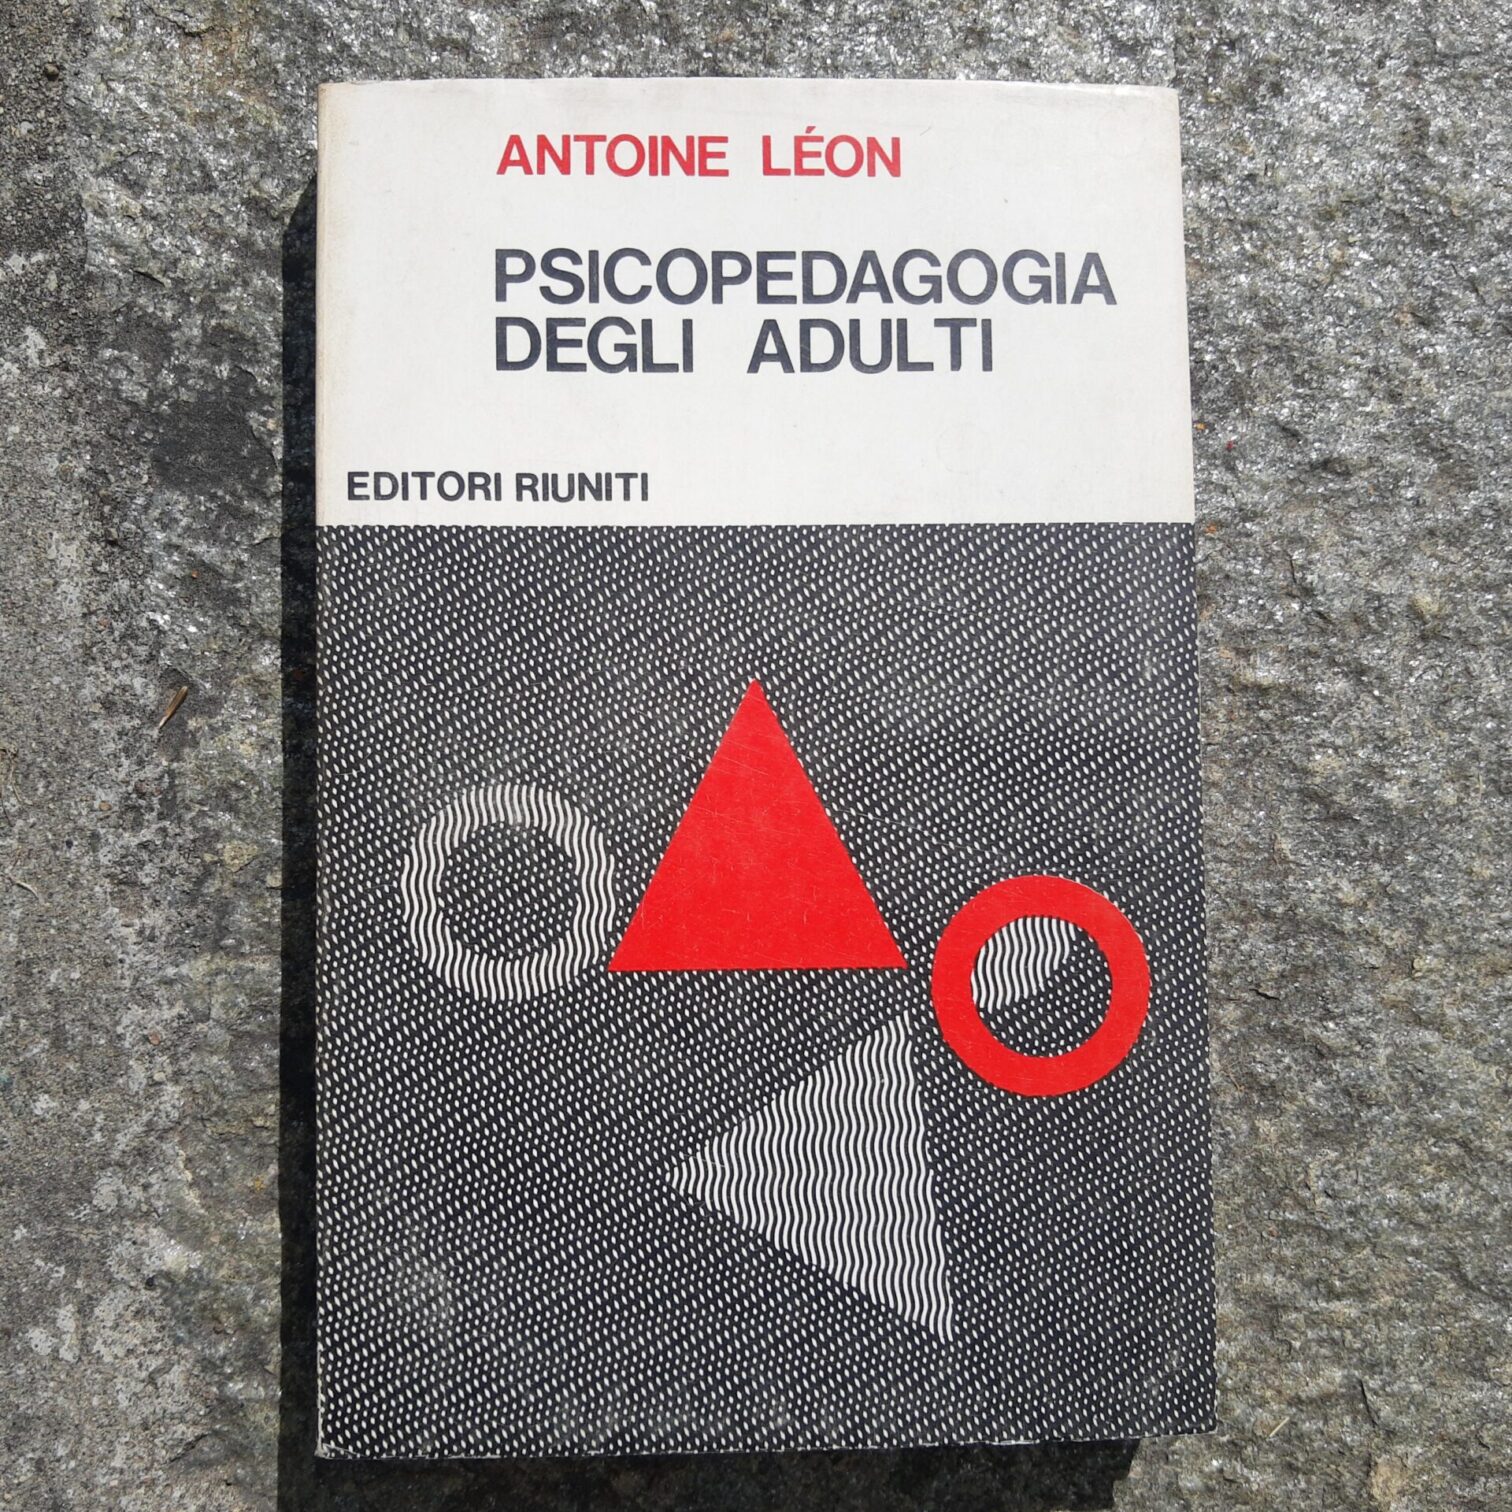 ANTOINE LÉON
PSICOPEDAGOGIA
DEGLI ADULTI
EDITORI RIUNITI